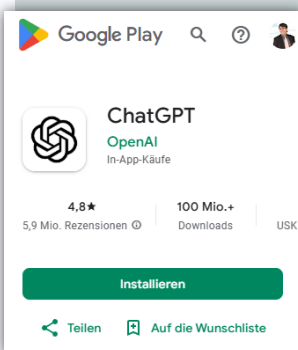 Google Play
ChatGPT
OpenAI
In-App-Käufe
4,8★
100 Mio.+
5,9 Mio. Rezensionen
Downloads
USK
Installieren
Teilen
Auf die Wunschliste